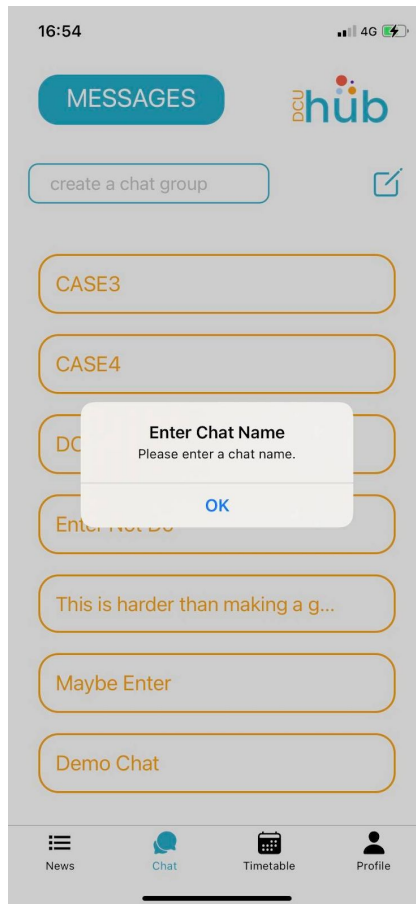 16:54
4G
MESSAGES
DCU
hub
create a chat group
CASE3
CASE4
Enter Chat Name
Please enter a chat name.
OK
This is harder than making a g...
Maybe Enter
Demo Chat
News
Chat
Timetable
Profile